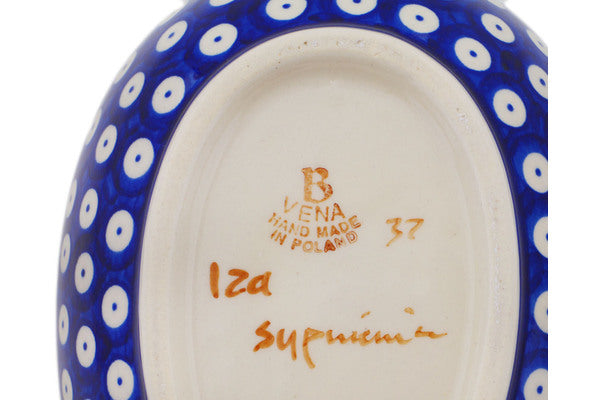 B
VENA
HAND MADE
IN POLAND
37
Iza